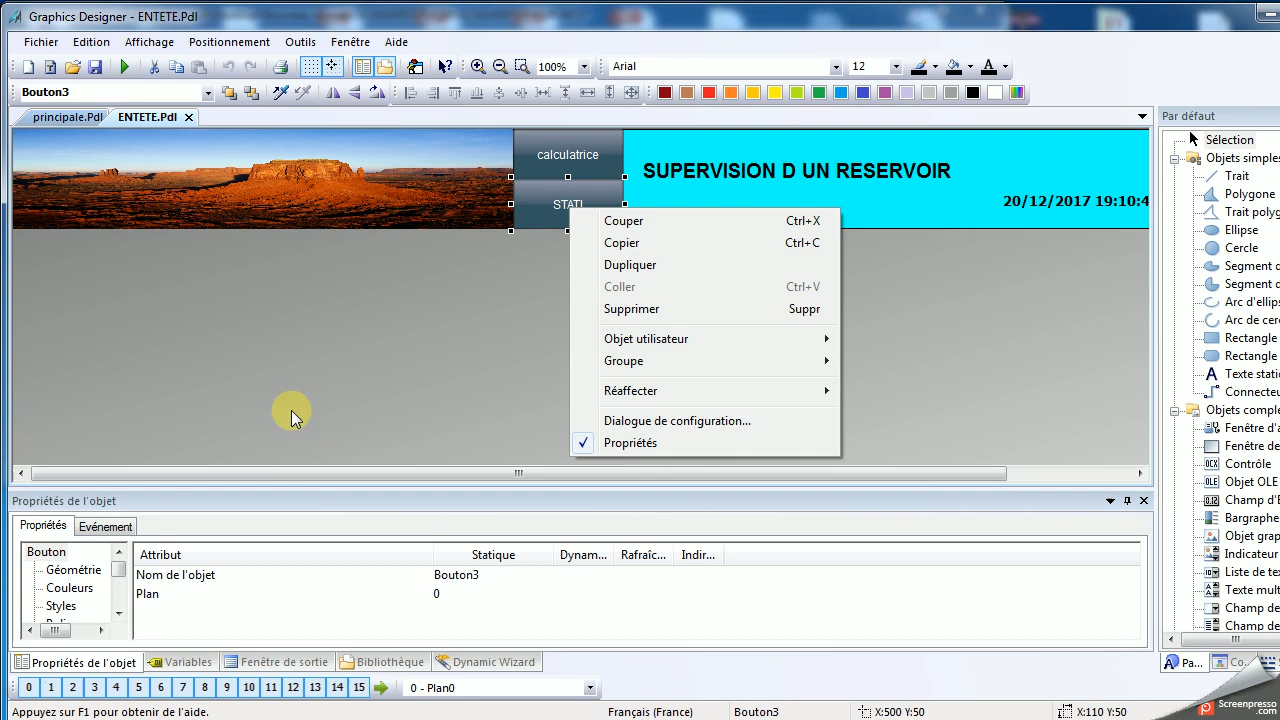 Graphics Designer - ENTETE.Pdl
Fichier Edition Affichage Positionnement Outils Fenêtre Aide
100% Arial 12
Bouton3
principale.Pdl ENTETE.Pdl
Par défaut
Sélection
Objets simples
Trait
Polygone
Trait polyg
Ellipse
Cercle
Segment d
Segment de
Arc d'ellips
Arc de cer
Rectangle
Rectangle
Texte stati
Connecteu
Objets comple
Fenêtre d'a
Fenêtre de
Contrôle
Objet OLE
Champ d'E
Bargraphe
Objet grap
Indicateur
Liste de tex
Texte mult
Champ de
Champ de
calculatrice
STATI
SUPERVISION D UN RESERVOIR
20/12/2017 19:10:4
Couper Ctrl+X
Copier Ctrl+C
Dupliquer
Coller Ctrl+V
Supprimer Suppr
Objet utilisateur
Groupe
Réaffecter
Dialogue de configuration...
Propriétés
Propriétés de l'objet
Propriétés Evénement
Bouton
Géométrie
Couleurs
Styles
Attribut Statique Dynam... Rafraîc... Indir...
Nom de l'objet Bouton3
Plan 0
Propriétés de l'objet Variables Fenêtre de sortie Bibliothèque Dynamic Wizard
Pa... Co...
0 1 2 3 4 5 6 7 8 9 10 11 12 13 14 15 0 - Plan0
Appuyez sur F1 pour obtenir de l'aide. Français (France) Bouton3 X:500 Y:50 X:110 Y:50
Screenpresso
.com